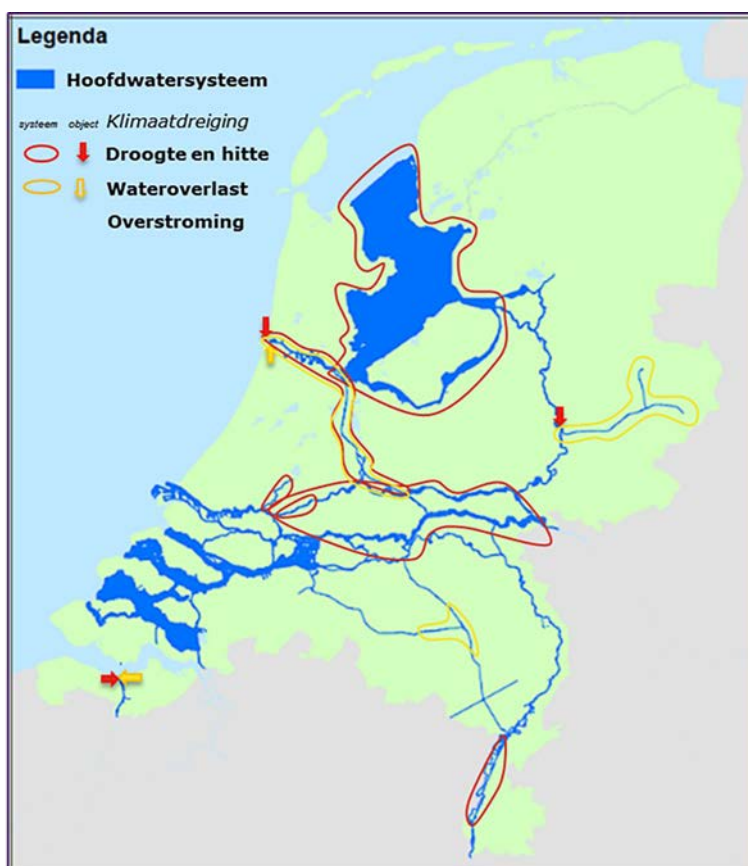 Legenda
Hoofdwatersysteem
systeem object Klimaatdreiging
Droogte en hitte
Wateroverlast
Overstroming